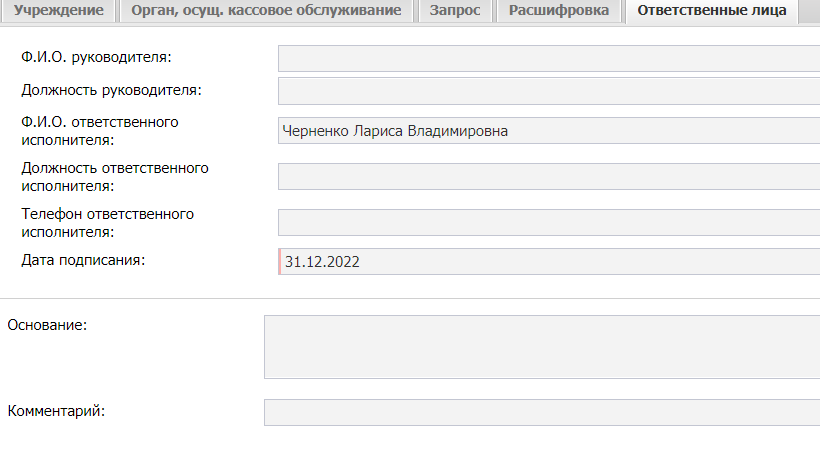 Учреждение Орган, осущ. кассовое обслуживание Запрос Расшифровка Ответственные лица
Ф.И.О. руководителя:
Должность руководителя:
Ф.И.О. ответственного
исполнителя:
Черненко Лариса Владимировна
Должность ответственного
исполнителя:
Телефон ответственного
исполнителя:
Дата подписания: 31.12.2022
Основание:
Комментарий: